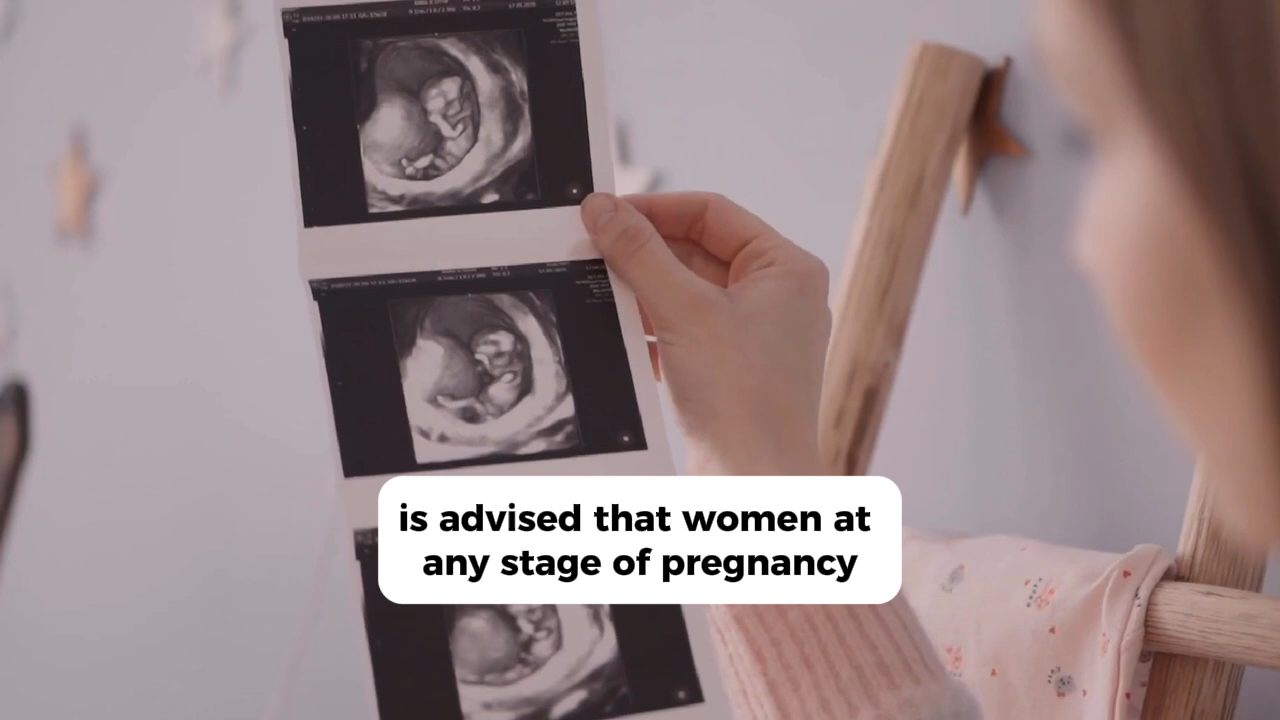 is advised that women at
any stage of pregnancy